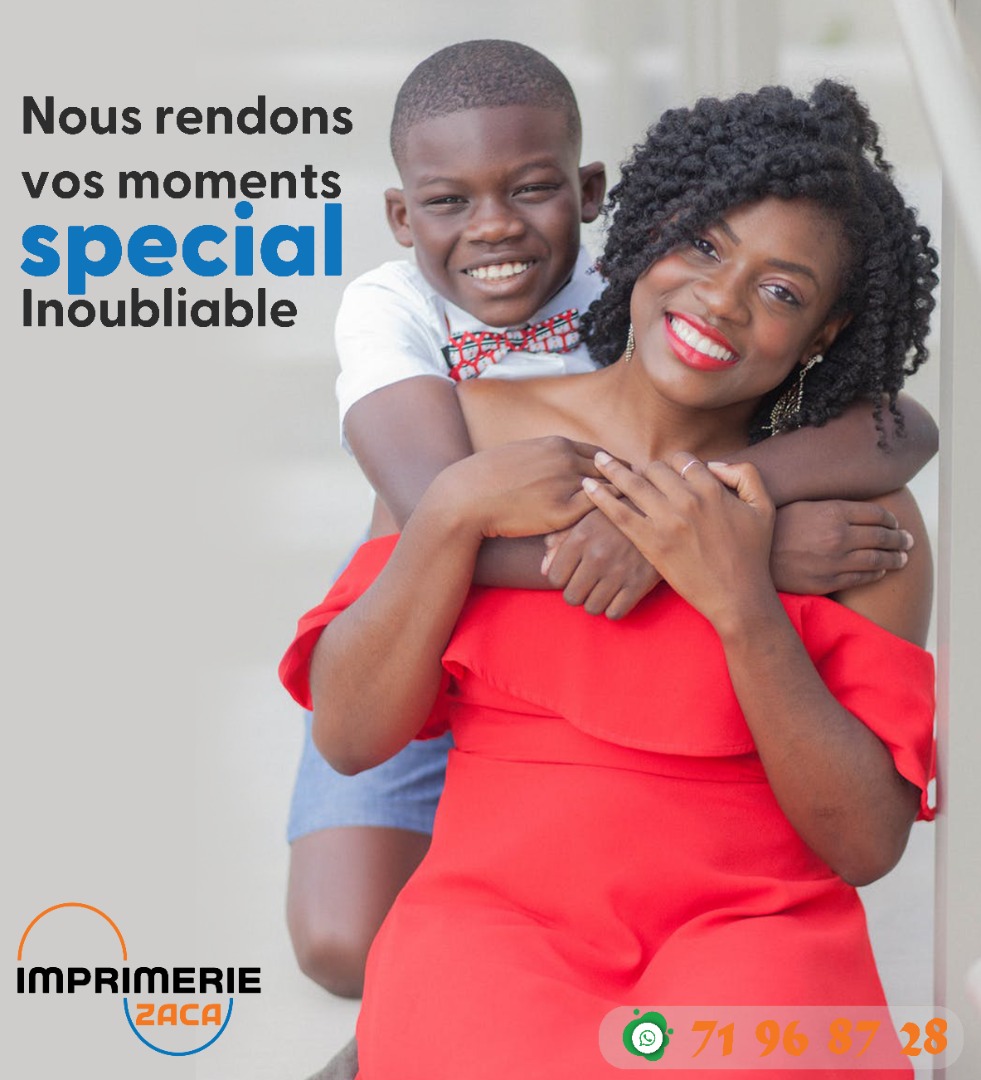 Nous rendons
vos moments
special
Inoubliable
IMPRIMERIE
ZACA
71 96 87 28